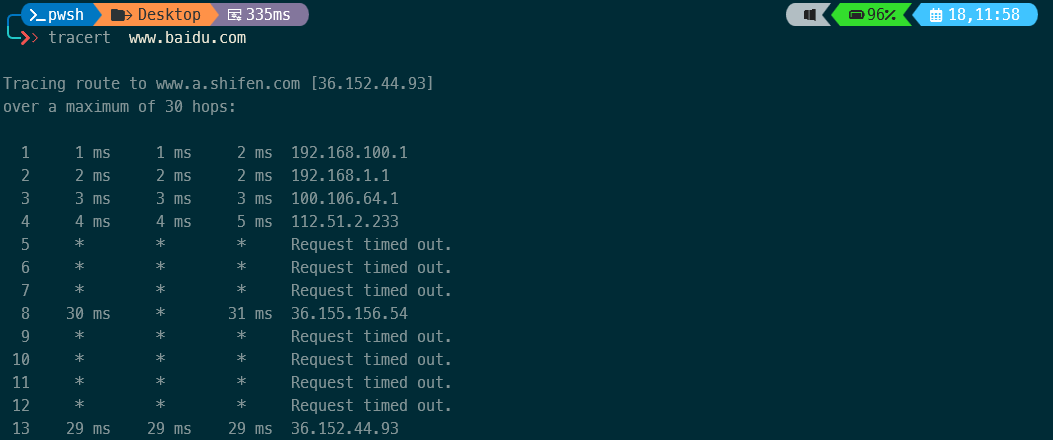 pwsh Desktop 335ms 96% 18,11:58
tracert www.baidu.com
Tracing route to www.a.shifen.com [36.152.44.93]
over a maximum of 30 hops:
1 1 ms 1 ms 2 ms 192.168.100.1
2 2 ms 2 ms 2 ms 192.168.1.1
3 3 ms 3 ms 3 ms 100.106.64.1
4 4 ms 4 ms 5 ms 112.51.2.233
5 * * * Request timed out.
6 * * * Request timed out.
7 * * * Request timed out.
8 30 ms * 31 ms 36.155.156.54
9 * * * Request timed out.
10 * * * Request timed out.
11 * * * Request timed out.
12 * * * Request timed out.
13 29 ms 29 ms 29 ms 36.152.44.93